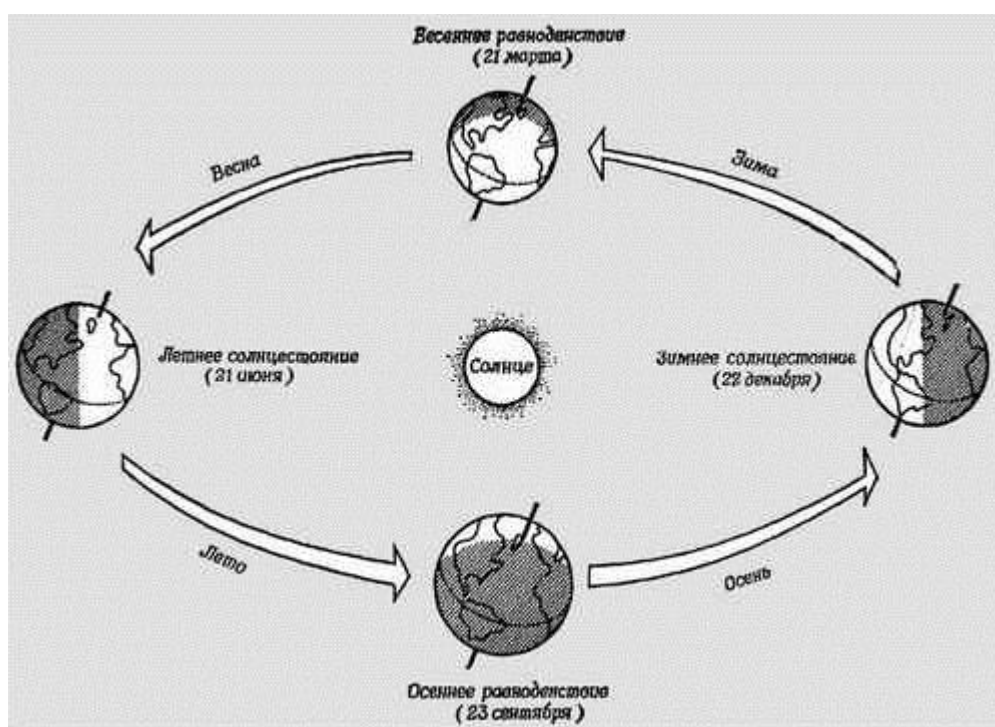 Весеннее равноденствие
(21 марта)
Весна
Зима
Летнее солнцестояние
(21 июня)
Солнце
Зимнее солнцестояние
(22 декабря)
Лето
Осень
Осеннее равноденствие
(23 сентября)